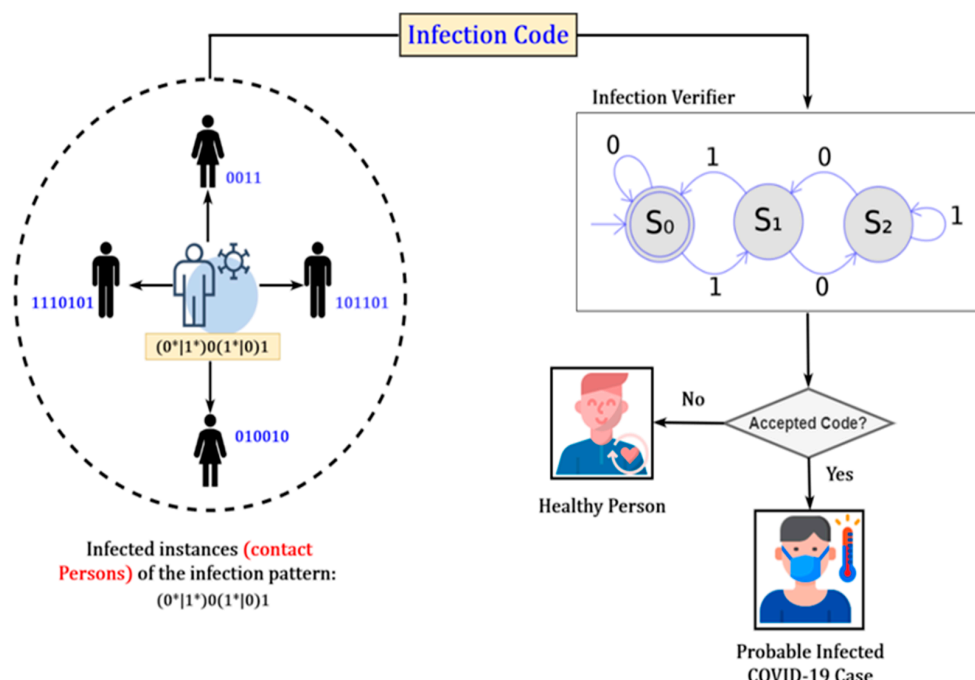 Infection Code
Infection Verifier
0011
1110101
101101
(0*|1*)0(1*|0)1
010010
Infected instances (contact
Persons) of the infection pattern:
(0*|1*)0(1*|0)1
0
1
0
S₀
S₁
S₂
1
1
0
Accepted Code?
No
Yes
Healthy Person
Probable Infected
COVID-19 Case